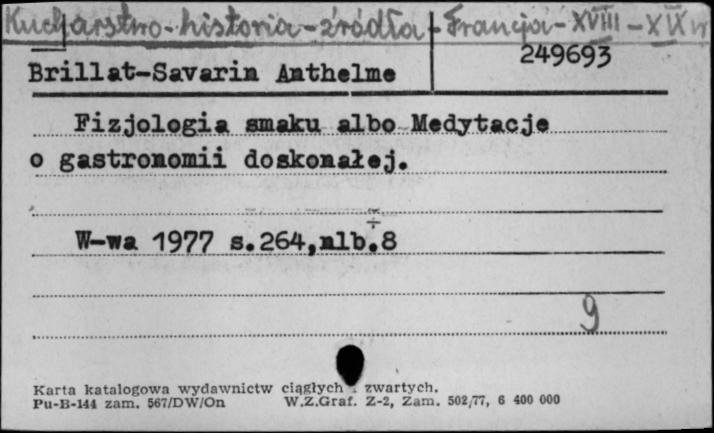 Kucharstwo - historia - źródła - Francja - XVIII - XIX w
249693
Brillat-Savarin Anthelme
Fizjologia smaku albo Medytacje
o gastronomii doskonałej.
W-wa 1977 s.264,nlb.8
9
Karta katalogowa wydawnictw ciągłych i zwartych.
Pu-B-144 zam. 567/DW/On W.Z.Graf. Z-2, Zam. 502/77, 6 400 000